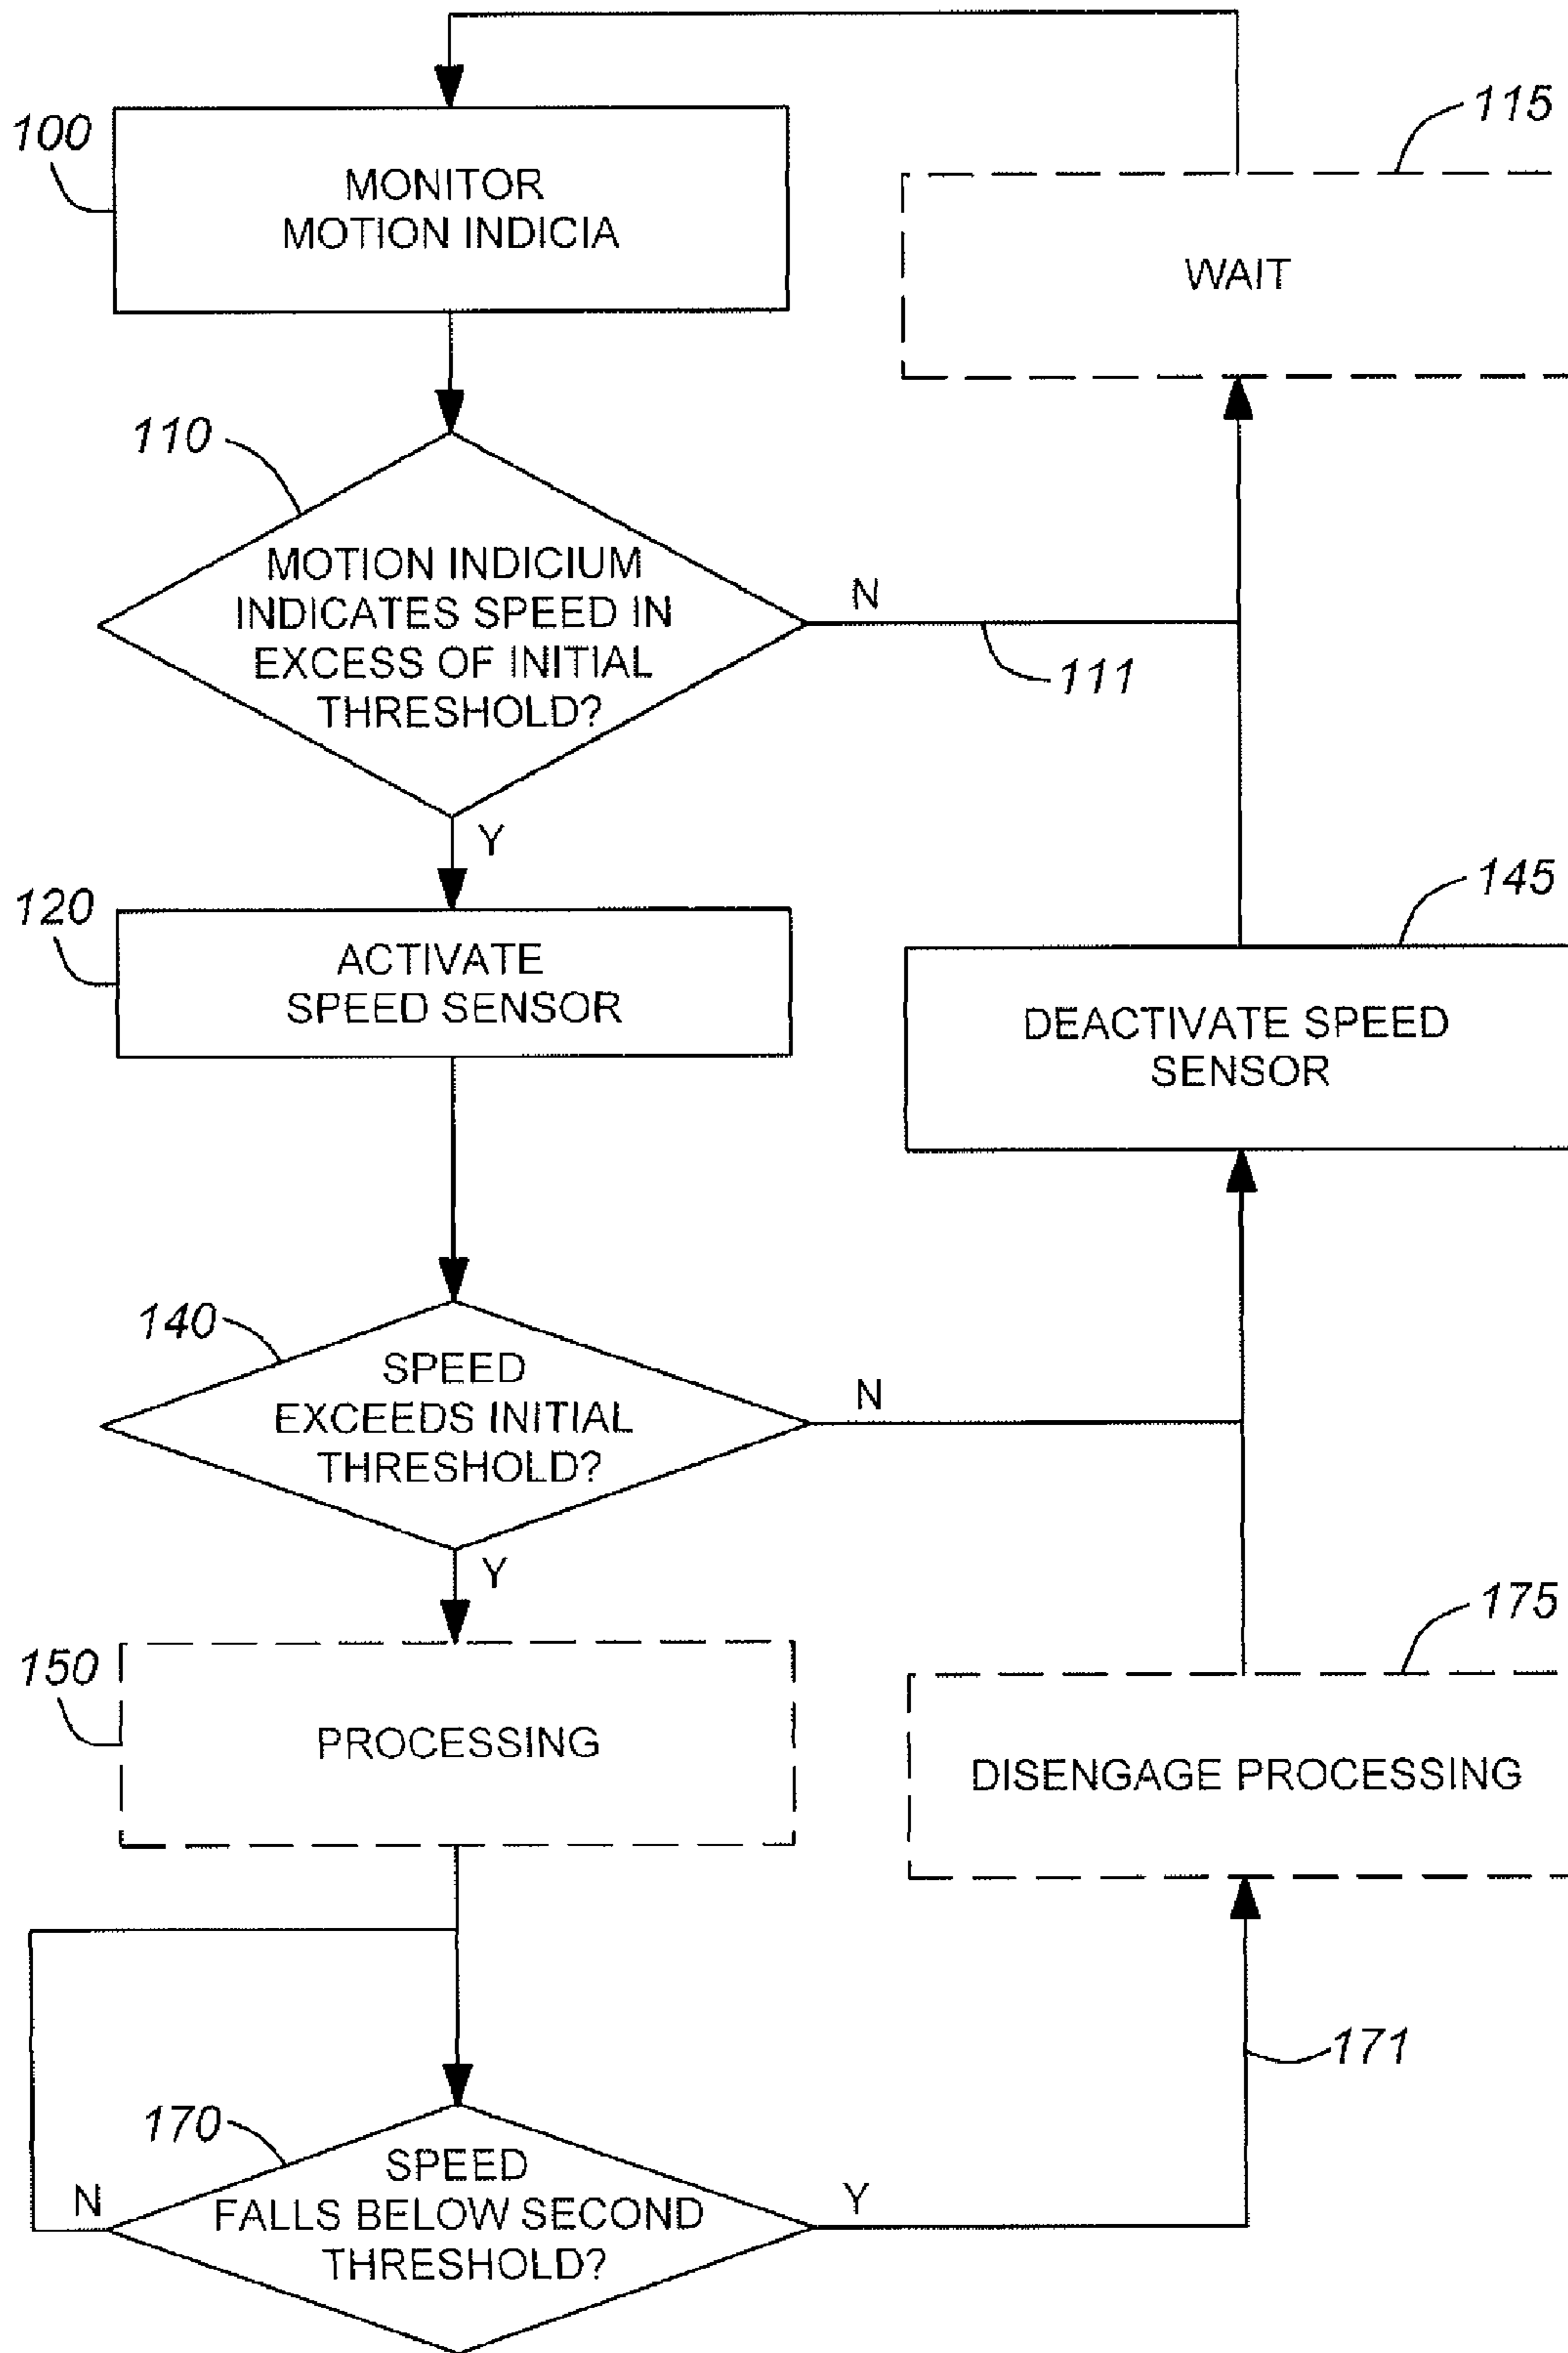 100
MONITOR
MOTION INDICIA
115
WAIT
110
MOTION INDICIUM
INDICATES SPEED IN
EXCESS OF INITIAL
THRESHOLD?
N
111
Y
120
ACTIVATE
SPEED SENSOR
145
DEACTIVATE SPEED
SENSOR
140
SPEED
EXCEEDS INITIAL
THRESHOLD?
N
Y
150
PROCESSING
175
DISENGAGE PROCESSING
171
170
SPEED
FALLS BELOW SECOND
THRESHOLD?
N
Y